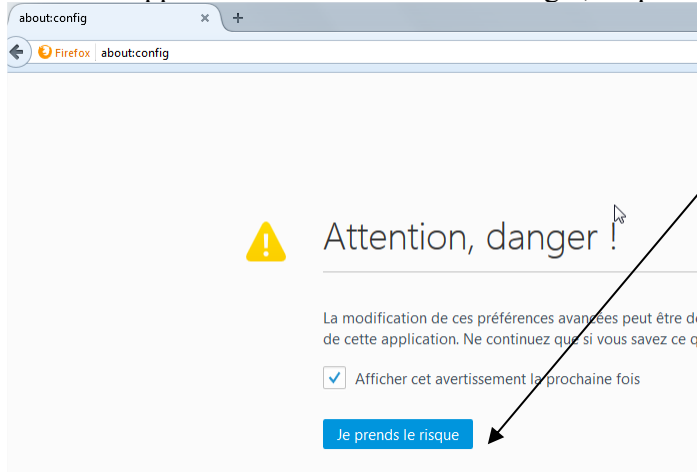 about:config
Firefox about:config
Attention, danger !
La modification de ces préférences avancées peut être
de cette application. Ne continuez que si vous savez ce
Afficher cet avertissement la prochaine fois
Je prends le risque